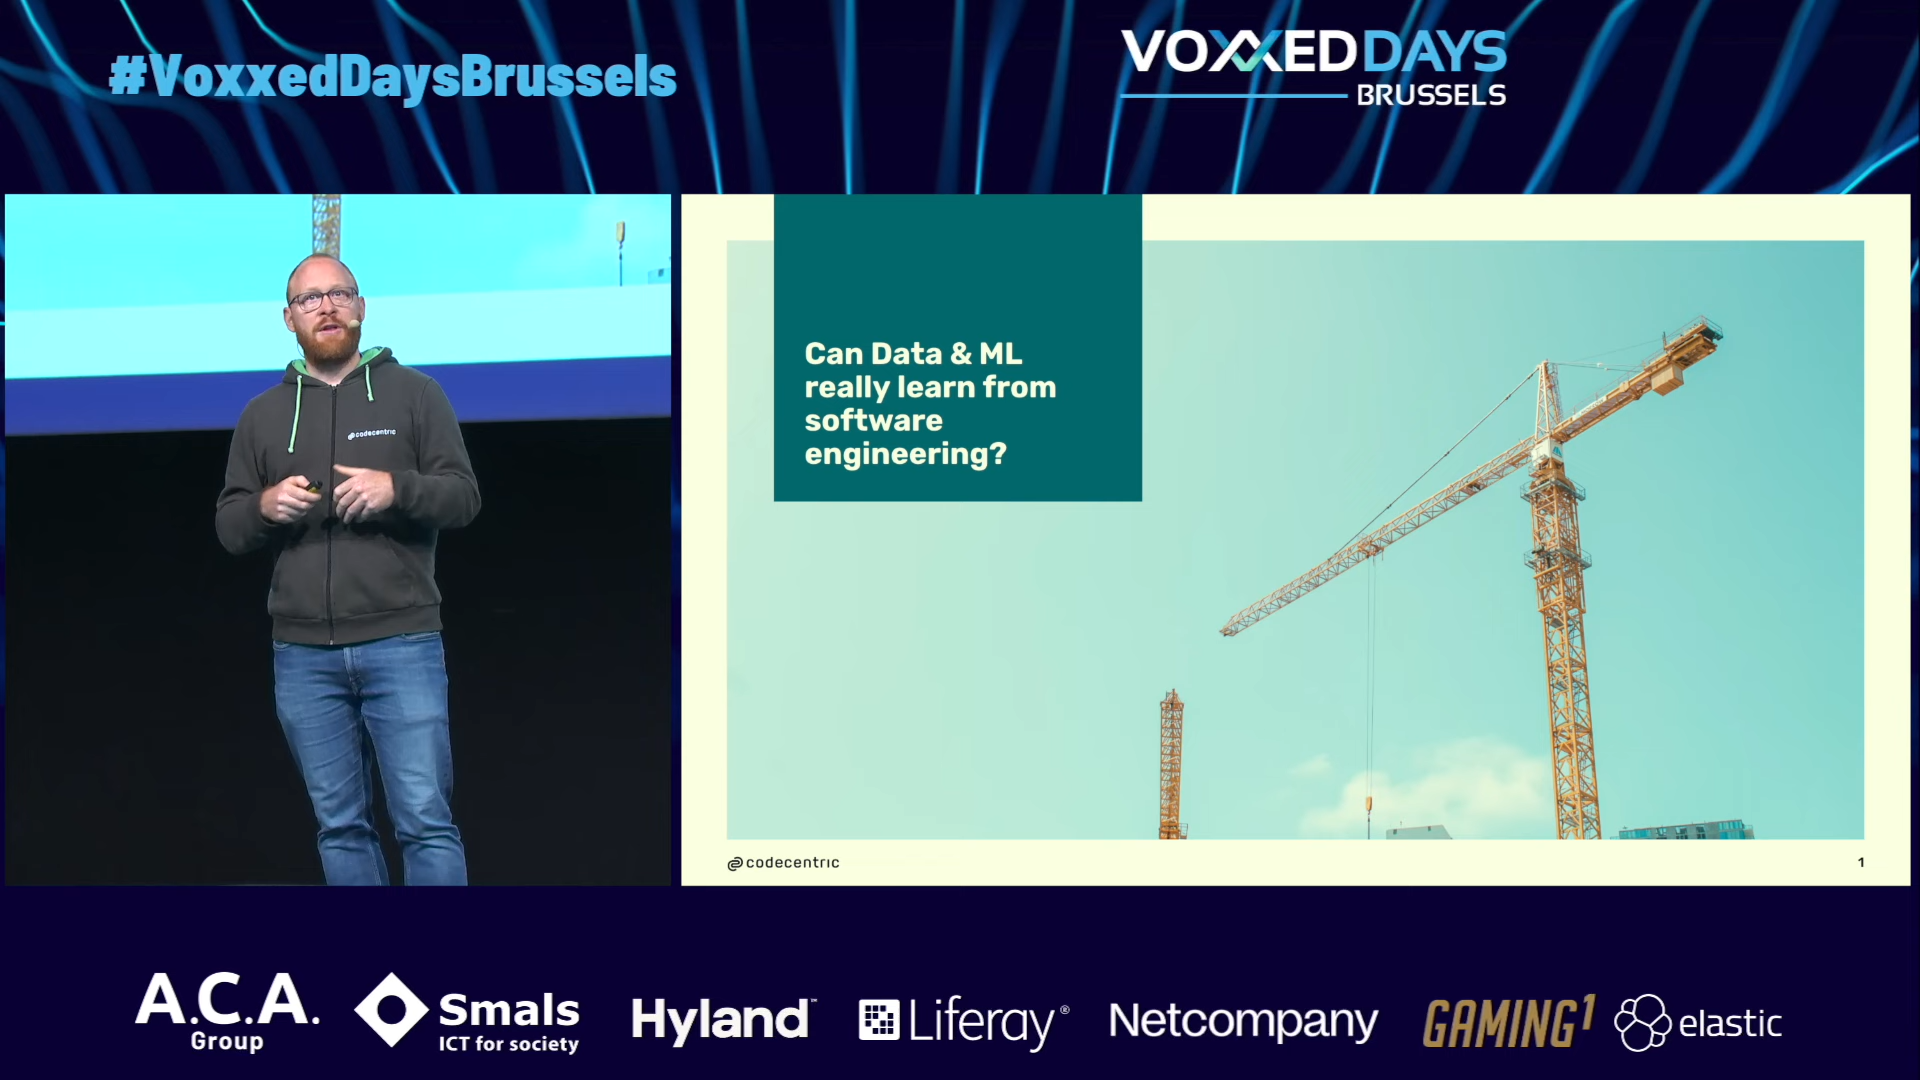 #VoxxedDaysBrussels
VOXXEDDAYS
BRUSSELS
codecentric
Can Data & ML
really learn from
software
engineering?
codecentric
1
A.C.A.
Group
Smals
ICT for society
Hyland™
Liferay®
Netcompany
GAMING1
elastic